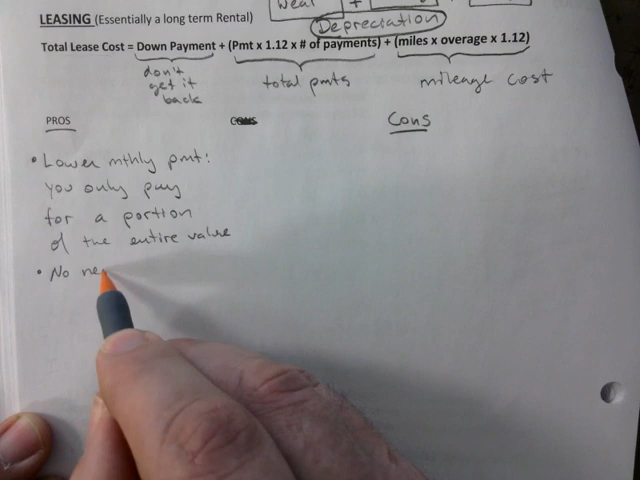 Wear +
LEASING (Essentially a long term Rental)
Depreciation
Total Lease Cost = Down Payment + (Pmt x 1.12 x # of payments) + (miles x overage x 1.12)
don't get it back
total pmts
mileage cost
PROS
Cons
• Lower mthly pmt:
you only pay
for a portion
of the entire value
• No ne